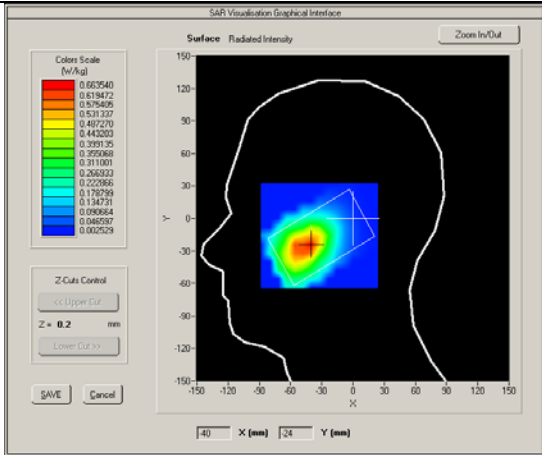 SAR Visualisation Graphical Interface
Surface Radiated Intensity
Zoom In/Out
Colors Scale
(W/kg)
0.663540
0.619472
0.575405
0.531337
0.487270
0.443203
0.399135
0.355068
0.311001
0.266933
0.222866
0.178799
0.134731
0.090664
0.046597
0.002529
Z-Cuts Control
<< Upper Cut
Z = 0.2 mm
Lower Cut >>
SAVE Cancel
150-
120-
90-
60-
30-
0-
-30-
-60-
-90-
-120-
-150-
Y
-150 -120 -90 -60 -30 0 30 60 90 120 150
X
-40 X (mm) -24 Y (mm)